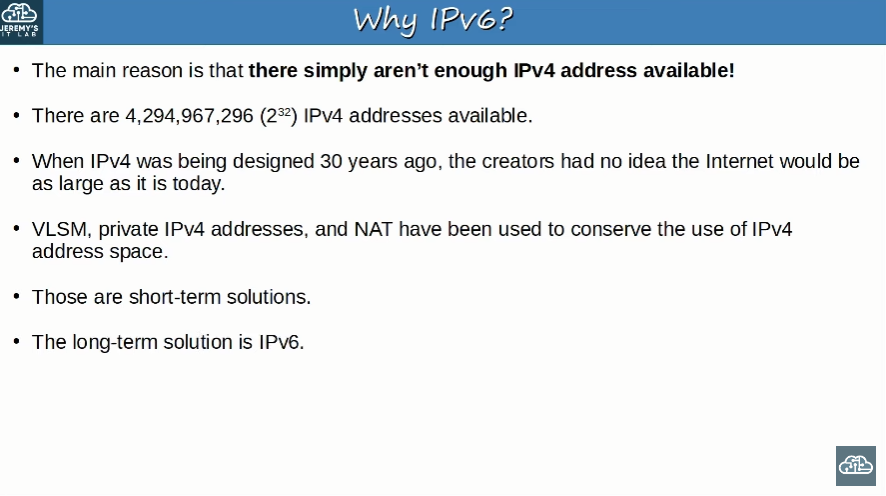 JEREMY'S
IT LAB
Why IPv6?
• The main reason is that there simply aren't enough IPv4 address available!
• There are 4,294,967,296 (2³²) IPv4 addresses available.
• When IPv4 was being designed 30 years ago, the creators had no idea the Internet would be
as large as it is today.
• VLSM, private IPv4 addresses, and NAT have been used to conserve the use of IPv4
address space.
• Those are short-term solutions.
• The long-term solution is IPv6.